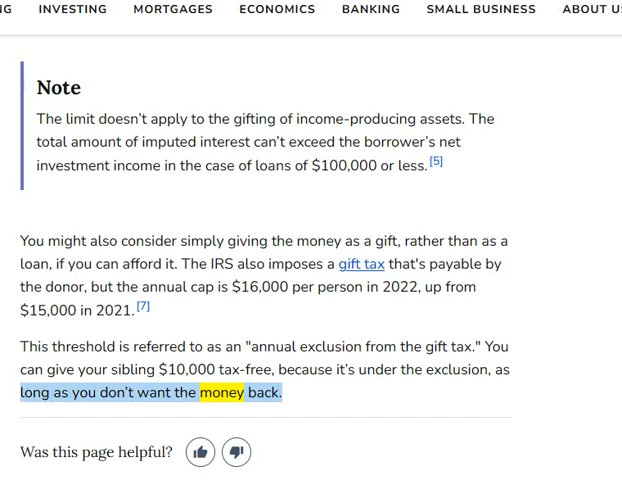 INVESTING MORTGAGES ECONOMICS BANKING SMALL BUSINESS ABOUT
Note
The limit doesn’t apply to the gifting of income-producing assets. The
total amount of imputed interest can’t exceed the borrower’s net
investment income in the case of loans of $100,000 or less. [5]
You might also consider simply giving the money as a gift, rather than as a
loan, if you can afford it. The IRS also imposes a gift tax that's payable by
the donor, but the annual cap is $16,000 per person in 2022, up from
$15,000 in 2021. [7]
This threshold is referred to as an "annual exclusion from the gift tax." You
can give your sibling $10,000 tax-free, because it’s under the exclusion, as
long as you don’t want the money back.
Was this page helpful?